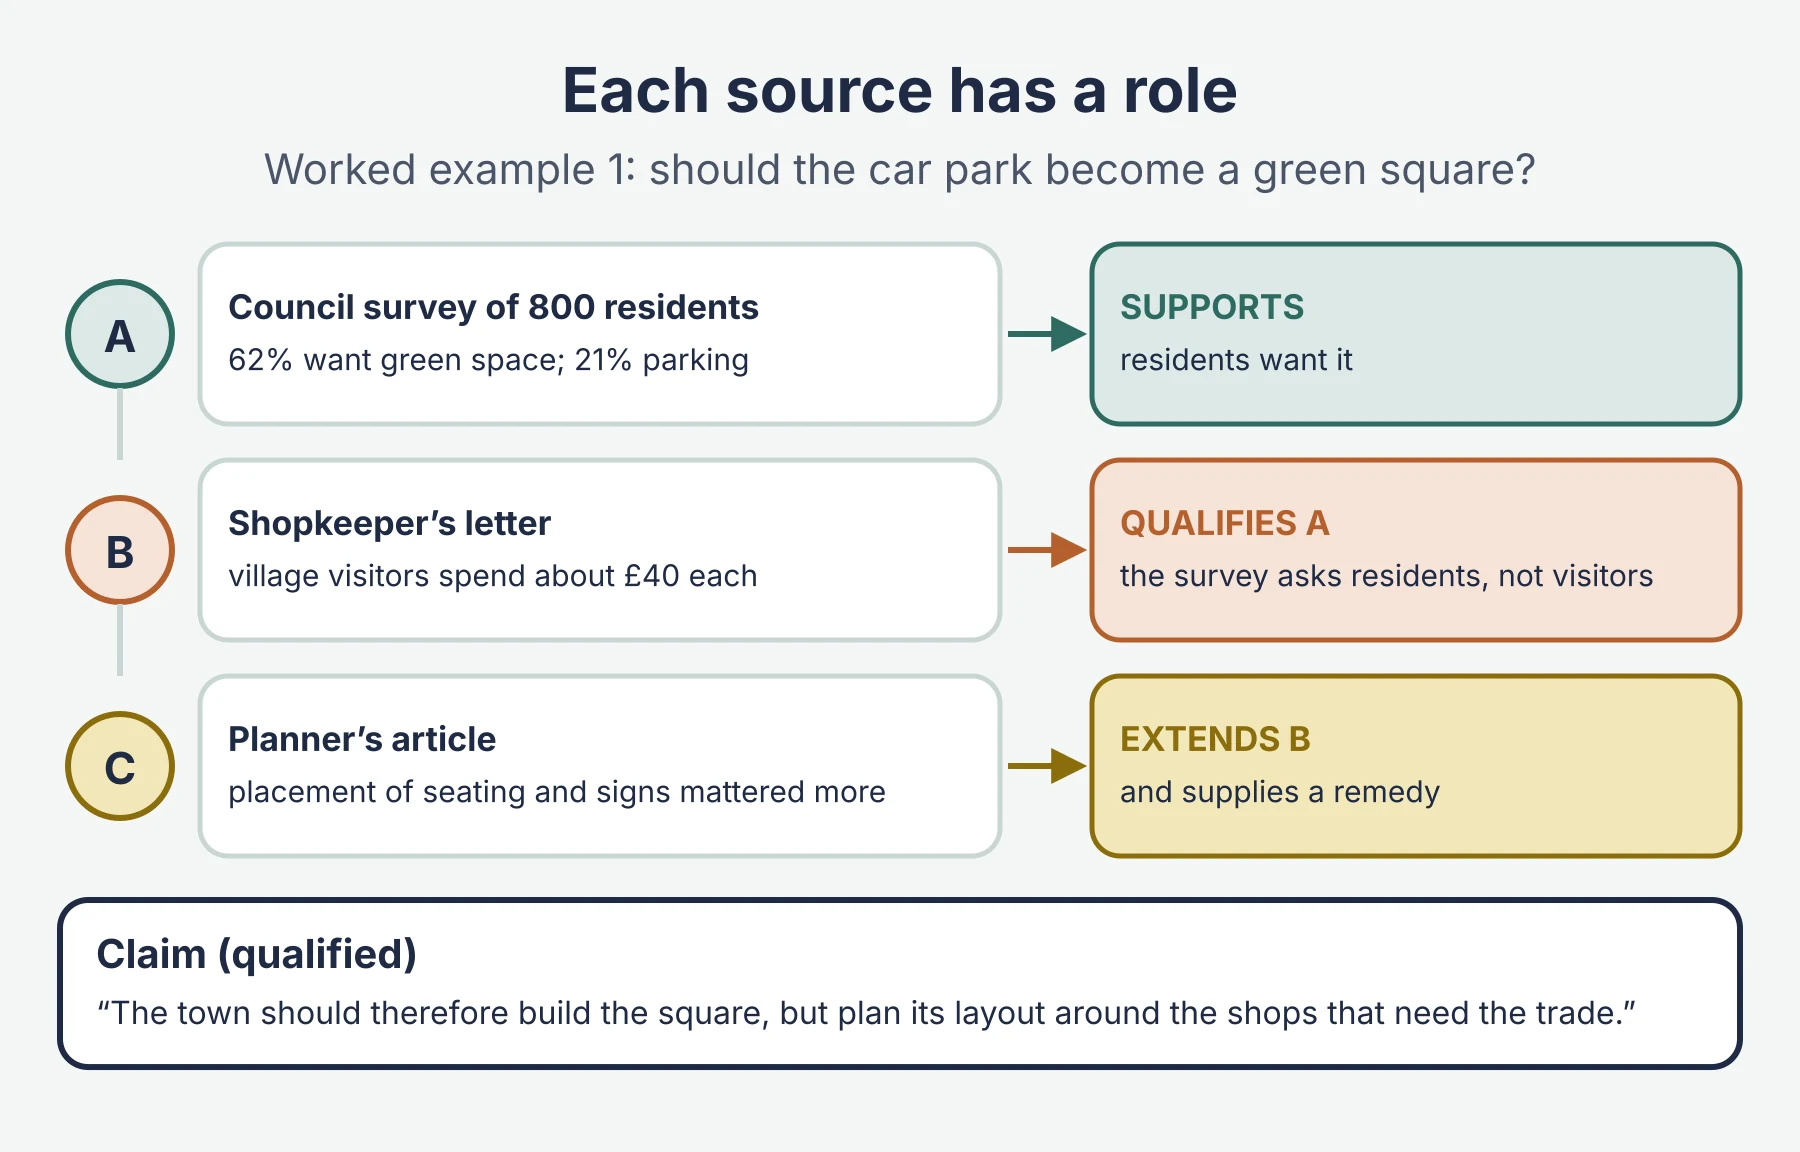 Each source has a role
Worked example 1: should the car park become a green square?
A
Council survey of 800 residents
62% want green space; 21% parking
SUPPORTS
residents want it
B
Shopkeeper’s letter
village visitors spend about £40 each
QUALIFIES A
the survey asks residents, not visitors
C
Planner’s article
placement of seating and signs mattered more
EXTENDS B
and supplies a remedy
Claim (qualified)
“The town should therefore build the square, but plan its layout around the shops that need the trade.”